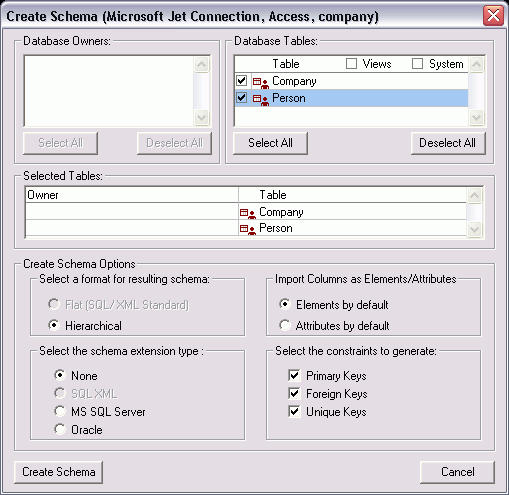 Create Schema (Microsoft Jet Connection, Access, company)
Database Owners:
Select All
Deselect All
Database Tables:
Table Views System
Company
Person
Select All
Deselect All
Selected Tables:
Owner Table
Company
Person
Create Schema Options
Select a format for resulting schema:
Flat (SQL/XML Standard)
Hierarchical
Import Columns as Elements/Attributes
Elements by default
Attributes by default
Select the schema extension type :
None
SQL XML
MS SQL Server
Oracle
Select the constraints to generate:
Primary Keys
Foreign Keys
Unique Keys
Create Schema
Cancel